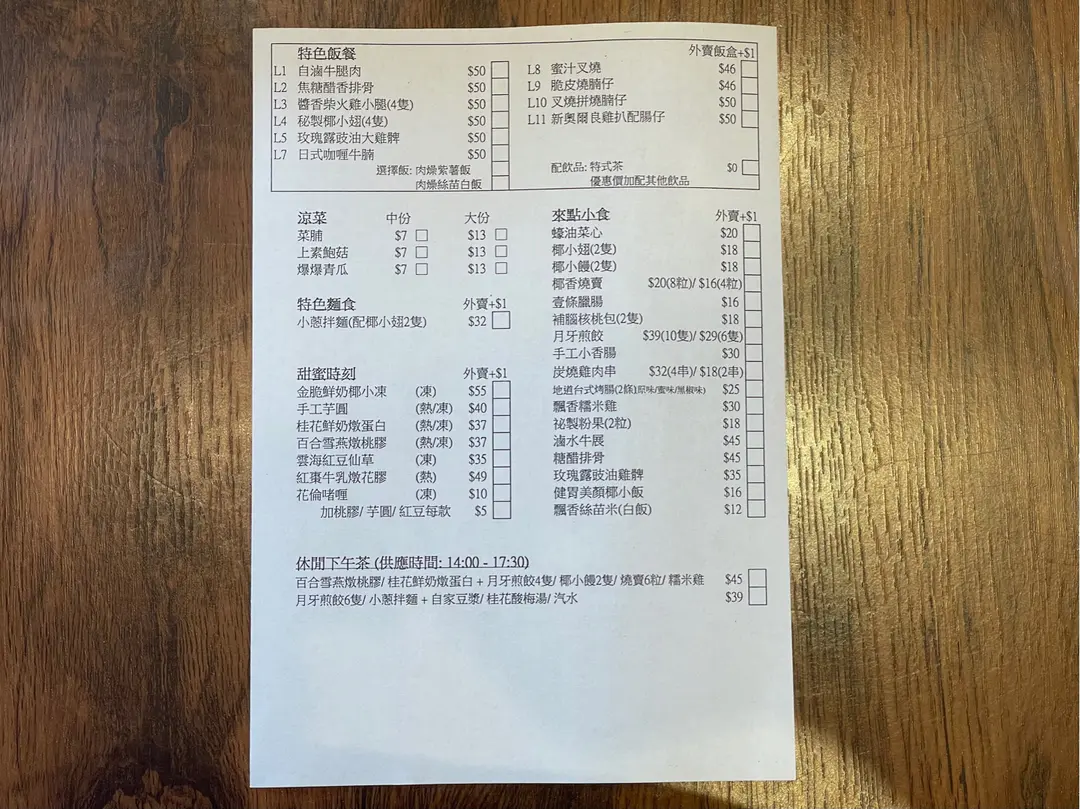 特色飯餐
L1 自滷牛腿肉 $50
L2 焦糖醋香排骨 $50
L3 醬香柴火雞小腿(4隻) $50
L4 秘製椰小翅(4隻) $50
L5 玫瑰露豉油大雞髀 $50
L7 日式咖喱牛腩 $50
選擇飯: 肉燥紫薯飯
肉燥絲苗白飯
外賣飯盒+$1
L8 蜜汁叉燒 $46
L9 脆皮燒腩仔 $46
L10 叉燒拼燒腩仔 $50
L11 新奧爾良雞扒配腸仔 $50
配飲品: 特式茶 $0
優惠價加配其他飲品
涼菜 中份 大份
菜脯 $7 $13
上素鮑菇 $7 $13
爆爆青瓜 $7 $13
特色麵食 外賣+$1
小蔥拌麵(配椰小翅2隻) $32
甜蜜時刻 外賣+$1
金脆鮮奶椰小凍 (凍) $55
手工芋圓 (熱/凍) $40
桂花鮮奶燉蛋白 (熱/凍) $37
百合雪燕燉桃膠 (熱/凍) $37
雲海紅豆仙草 (凍) $35
紅棗牛乳燉花膠 (熱) $49
花倫啫喱 (凍) $10
加桃膠/ 芋圓/ 紅豆每款 $5
來點小食 外賣+$1
蠔油菜心 $20
椰小翅(2隻) $18
椰小饅(2隻) $18
椰香燒賣 $20(8粒)/ $16(4粒)
壹條臘腸 $16
補腦核桃包(2隻) $18
月牙煎餃 $39(10隻)/ $29(6隻)
手工小香腸 $30
炭燒雞肉串 $32(4串)/ $18(2串)
地道台式烤腸(2條)(原味/蜜味/黑椒味) $25
飄香糯米雞 $30
祕製粉果(2粒) $18
滷水牛展 $45
糖醋排骨 $45
玫瑰露豉油雞髀 $35
健胃美顏椰小飯 $16
飄香絲苗米(白飯) $12
休閒下午茶 (供應時間: 14:00 - 17:30)
百合雪燕燉桃膠/ 桂花鮮奶燉蛋白 + 月牙煎餃4隻/ 椰小饅2隻/ 燒賣6粒/ 糯米雞 $45
月牙煎餃6隻/ 小蔥拌麵 + 自家豆漿/ 桂花酸梅湯/ 汽水 $39